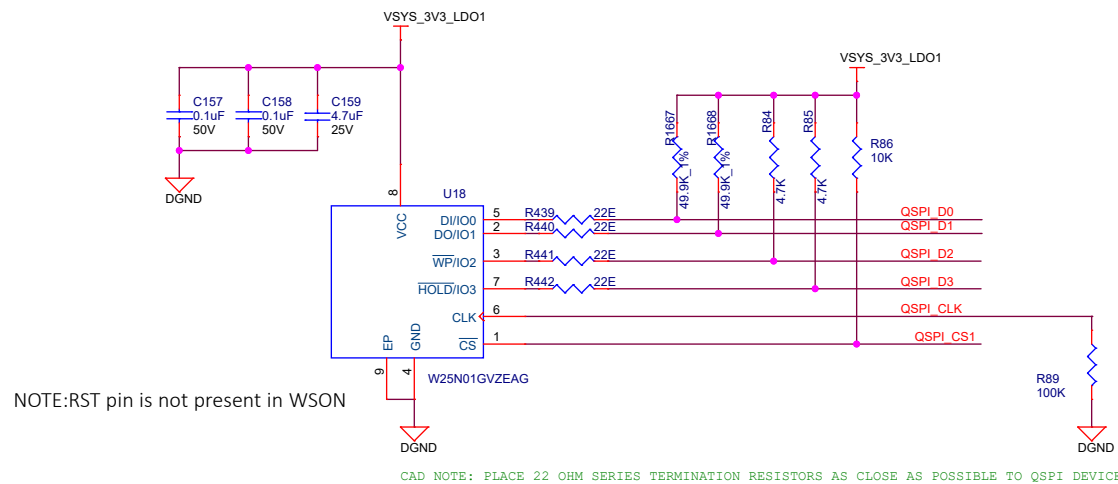 VSYS_3V3_LDO1
VSYS_3V3_LDO1
C157
0.1uF
50V
C158
0.1uF
50V
C159
4.7uF
25V
DGND
R1667
49.9K_1%
R1668
49.9K_1%
R84
4.7K
R85
4.7K
R86
10K
U18
8
VCC
DI/IO0 5 R439 22E QSPI_D0
DO/IO1 2 R440 22E QSPI_D1
WP/IO2 3 R441 22E QSPI_D2
HOLD/IO3 7 R442 22E QSPI_D3
CLK 6 QSPI_CLK
CS 1 QSPI_CS1
EP
GND
9
4
W25N01GVZEAG
R89
100K
NOTE:RST pin is not present in WSON
DGND
DGND
CAD NOTE: PLACE 22 OHM SERIES TERMINATION RESISTORS AS CLOSE AS POSSIBLE TO QSPI DEVICE